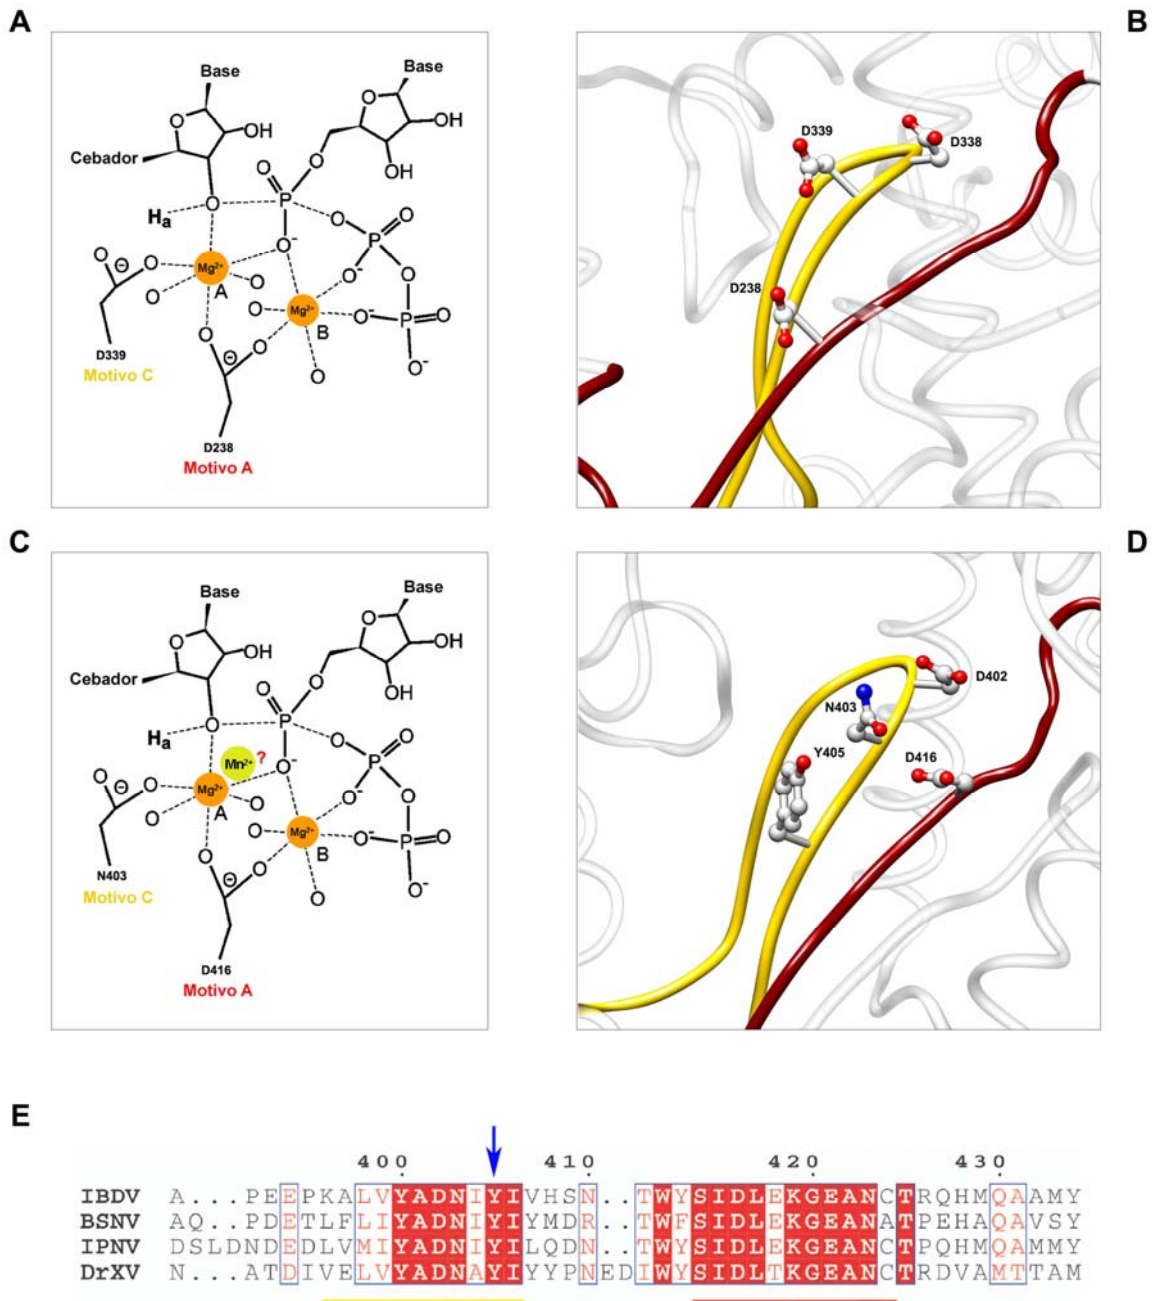 A
B
Base
Base
O
OH
O
OH
Cebador
OH
O
O
P
O
O
Ha
O
O
P
O⁻
Mg²⁺
O
O
O
⊖
O⁻
O
A
Mg²⁺
O
O⁻
P
O
B
O
O
O⁻
⊖
O
D339
Motivo C
D238
Motivo A
D339
D338
D238
C
D
Base
Base
O
OH
O
OH
Cebador
OH
O
O
P
O
O
Ha
O
O
P
Mn²⁺ ?
O⁻
O
O
⊖
Mg²⁺
O
O⁻
O
O
A
Mg²⁺
O
O⁻
P
O
B
O
O
O⁻
⊖
O
N403
Motivo C
D416
Motivo A
D402
N403
Y405
D416
E
400 410 420 430
IBDV A...PEEPKALVYADNIYIVHSN..TWYSIDLEKGEANCTRQHMQAAMY
BSNV AQ..PDETLFLIYADNIYIYMDR..TWFSIDLEKGEANATPEHAQAVSY
IPNV DSLDNDEDLVMIYADNIYILQDN..TWYSIDLEKGEANCTPQHMQAMMY
DrXV N...ATDIVELVYADNAYIYYPNEDIWYSIDLTKGEANCTRDVAMTTAM